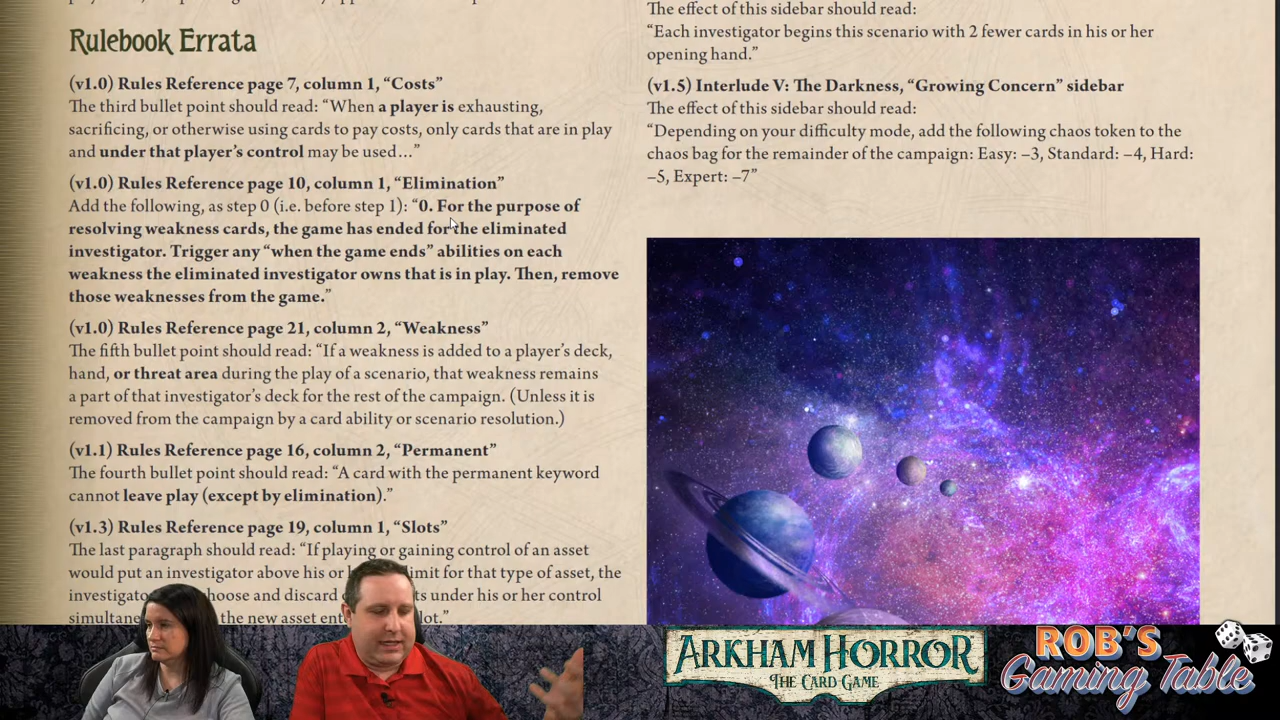 Rulebook Errata
(v1.0) Rules Reference page 7, column 1, “Costs”
The third bullet point should read: “When a player is exhausting,
sacrificing, or otherwise using cards to pay costs, only cards that are in play
and under that player’s control may be used…”
(v1.0) Rules Reference page 10, column 1, “Elimination”
Add the following, as step 0 (i.e. before step 1): “0. For the purpose of
resolving weakness cards, the game has ended for the eliminated
investigator. Trigger any “when the game ends” abilities on each
weakness the eliminated investigator owns that is in play. Then, remove
those weaknesses from the game.”
(v1.0) Rules Reference page 21, column 2, “Weakness”
The fifth bullet point should read: “If a weakness is added to a player’s deck,
hand, or threat area during the play of a scenario, that weakness remains
a part of that investigator’s deck for the rest of the campaign. (Unless it is
removed from the campaign by a card ability or scenario resolution.)
(v1.1) Rules Reference page 16, column 2, “Permanent”
The fourth bullet point should read: “A card with the permanent keyword
cannot leave play (except by elimination).”
(v1.3) Rules Reference page 19, column 1, “Slots”
The last paragraph should read: “If playing or gaining control of an asset
would put an investigator above his or limit for that type of asset, the
choose and discard under his or her control
the new asset
The effect of this sidebar should read:
“Each investigator begins this scenario with 2 fewer cards in his or her
opening hand.”
(v1.5) Interlude V: The Darkness, “Growing Concern” sidebar
The effect of this sidebar should read:
“Depending on your difficulty mode, add the following chaos token to the
chaos bag for the remainder of the campaign: Easy: –3, Standard: –4, Hard:
–5, Expert: –7”
ARKHAM HORROR
THE CARD GAME
ROB'S
Gaming Table